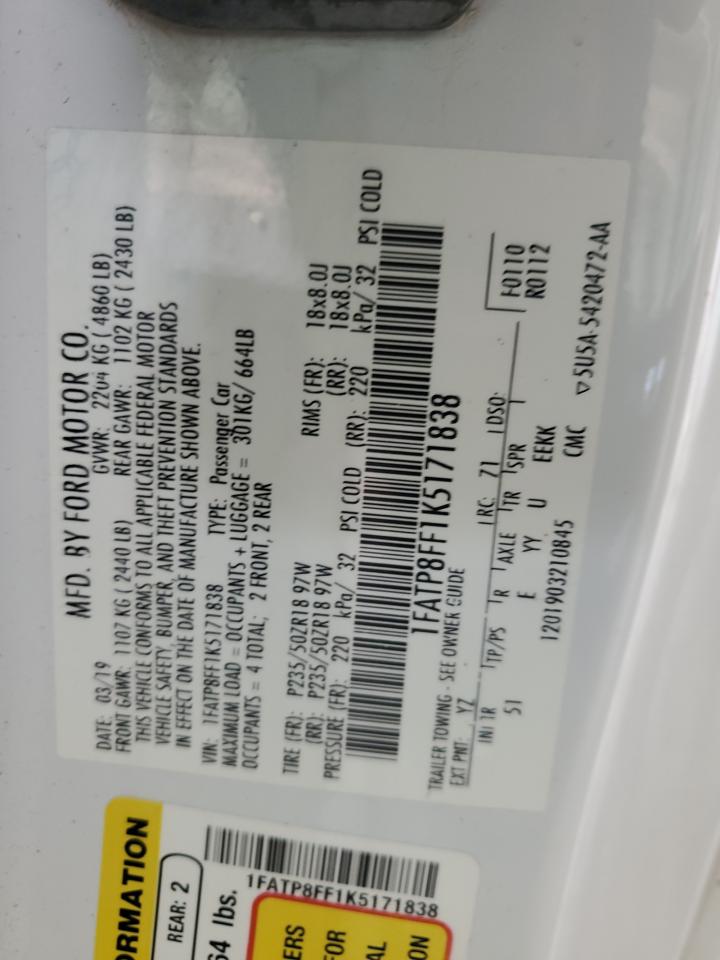 MFD. BY FORD MOTOR CO.
DATE: 03/19 GVWR: 2204 KG ( 4860 LB)
FRONT GAWR: 1107 KG ( 2440 LB) REAR GAWR: 1102 KG ( 2430 LB)
THIS VEHICLE CONFORMS TO ALL APPLICABLE FEDERAL MOTOR
VEHICLE SAFETY, BUMPER, AND THEFT PREVENTION STANDARDS
IN EFFECT ON THE DATE OF MANUFACTURE SHOWN ABOVE.
VIN: 1FATP8FF1K5171838 TYPE: Passenger Car
MAXIMUM LOAD = OCCUPANTS + LUGGAGE = 301KG/ 664LB
OCCUPANTS = 4 TOTAL; 2 FRONT, 2 REAR
TIRE (FR): P235/50ZR18 97W RIMS (FR): 18x8.0J
(RR): P235/50ZR18 97W (RR): 18x8.0J
PRESSURE (FR): 220 kPa/ 32 PSI COLD (RR): 220 kPa/ 32 PSI COLD
1FATP8FF1K5171838
TRAILER TOWING - SEE OWNER GUIDE
EXT PNT: YZ RC: 71 DSO: F0110
R0112
INT TR TP/PS R AXLE TR SPR
51 E YY U EEKK
1201903210845 CMC ▽5U5A-5420472-AA
ORMATION
REAR: 2
64 lbs.
1FATP8FF1K5171838
ERS
FOR
AL
ON